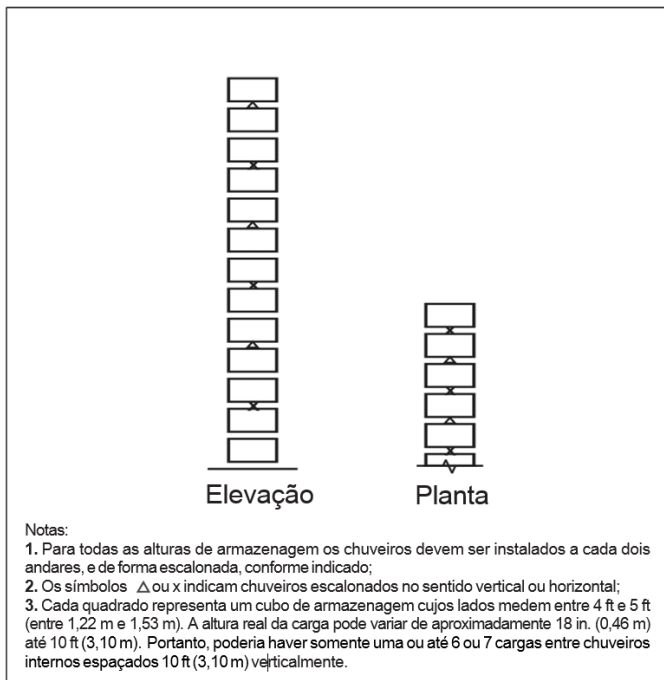 Elevação
Planta
Notas:
1. Para todas as alturas de armazenagem os chuveiros devem ser instalados a cada dois
andares, e de forma escalonada, conforme indicado;
2. Os símbolos △ ou x indicam chuveiros escalonados no sentido vertical ou horizontal;
3. Cada quadrado representa um cubo de armazenagem cujos lados medem entre 4 ft e 5 ft
(entre 1,22 m e 1,53 m). A altura real da carga pode variar de aproximadamente 18 in. (0,46 m)
até 10 ft (3,10 m). Portanto, poderia haver somente uma ou até 6 ou 7 cargas entre chuveiros
internos espaçados 10 ft (3,10 m) verticalmente.